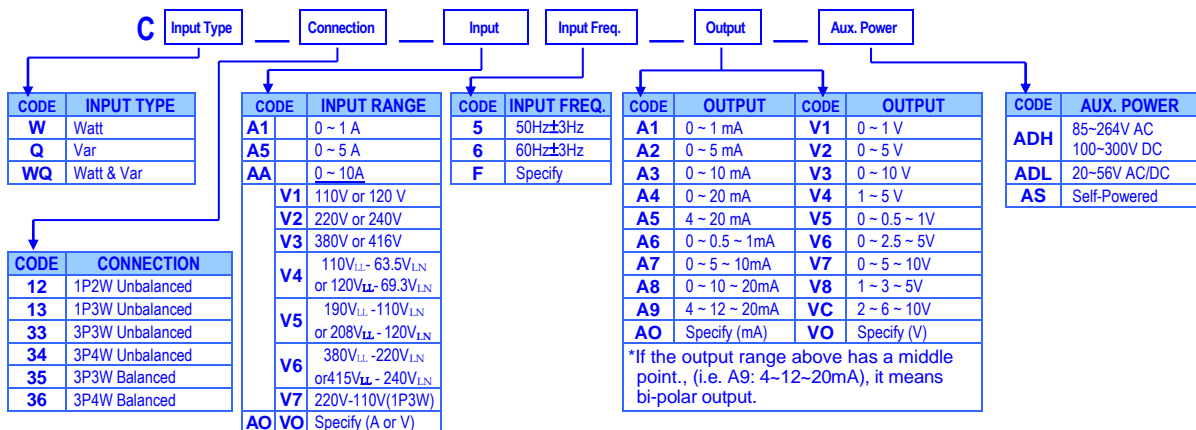 C Input Type — Connection — Input Input Freq. — Output — Aux. Power
CODE INPUT TYPE
W Watt
Q Var
WQ Watt & Var
CODE CONNECTION
12 1P2W Unbalanced
13 1P3W Unbalanced
33 3P3W Unbalanced
34 3P4W Unbalanced
35 3P3W Balanced
36 3P4W Balanced
CODE INPUT RANGE
A1 0 ~ 1 A
A5 0 ~ 5 A
AA 0 ~ 10A
V1 110V or 120 V
V2 220V or 240V
V3 380V or 416V
V4 110VLL- 63.5VLN
or 120VLL- 69.3VLN
V5 190VLL -110VLN
or 208VLL - 120VLN
V6 380VLL -220VLN
or415VLL - 240VLN
V7 220V-110V(1P3W)
AO VO Specify (A or V)
CODE INPUT FREQ.
5 50Hz±3Hz
6 60Hz±3Hz
F Specify
CODE OUTPUT CODE OUTPUT
A1 0 ~ 1 mA V1 0 ~ 1 V
A2 0 ~ 5 mA V2 0 ~ 5 V
A3 0 ~ 10 mA V3 0 ~ 10 V
A4 0 ~ 20 mA V4 1 ~ 5 V
A5 4 ~ 20 mA V5 0 ~ 0.5 ~ 1V
A6 0 ~ 0.5 ~ 1mA V6 0 ~ 2.5 ~ 5V
A7 0 ~ 5 ~ 10mA V7 0 ~ 5 ~ 10V
A8 0 ~ 10 ~ 20mA V8 1 ~ 3 ~ 5V
A9 4 ~ 12 ~ 20mA VC 2 ~ 6 ~ 10V
AO Specify (mA) VO Specify (V)
*If the output range above has a middle
point., (i.e. A9: 4~12~20mA), it means
bi-polar output.
CODE AUX. POWER
ADH 85~264V AC
100~300V DC
ADL 20~56V AC/DC
AS Self-Powered